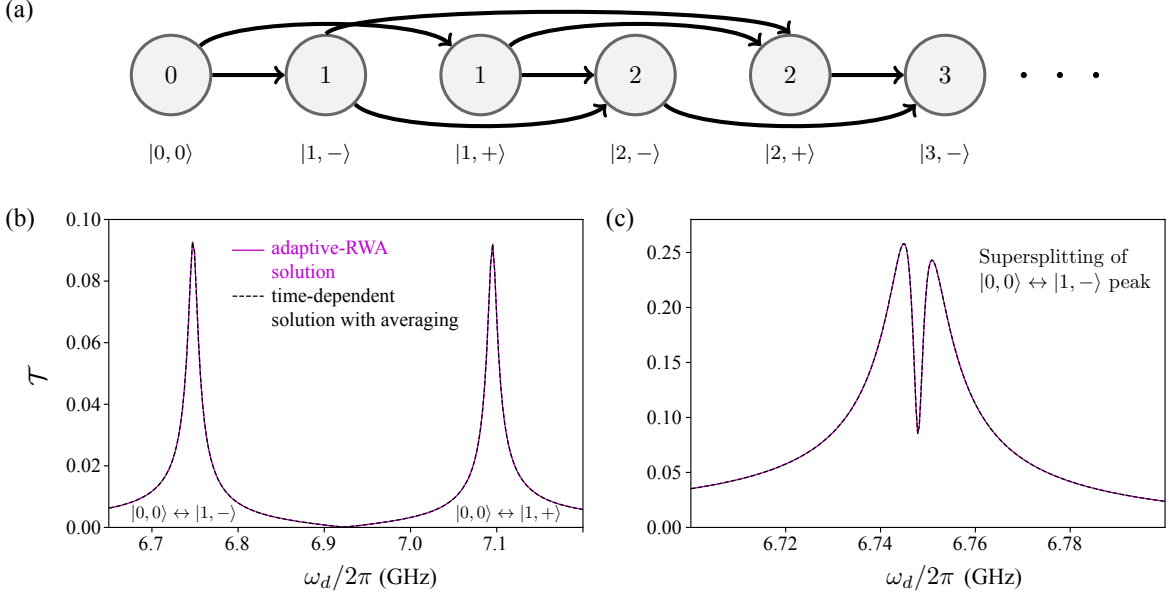 (a)
0
1
1
2
2
3
. . .
|0, 0⟩
|1, −⟩
|1, +⟩
|2, −⟩
|2, +⟩
|3, −⟩
(b)
0.10
0.08
0.06
0.04
0.02
0.00
𝒯
adaptive-RWA
solution
time-dependent
solution with averaging
|0, 0⟩ ↔ |1, −⟩
|0, 0⟩ ↔ |1, +⟩
6.7
6.8
6.9
7.0
7.1
ω_d/2π (GHz)
(c)
0.25
0.20
0.15
0.10
0.05
0.00
Supersplitting of
|0, 0⟩ ↔ |1, −⟩ peak
6.72
6.74
6.76
6.78
ω_d/2π (GHz)